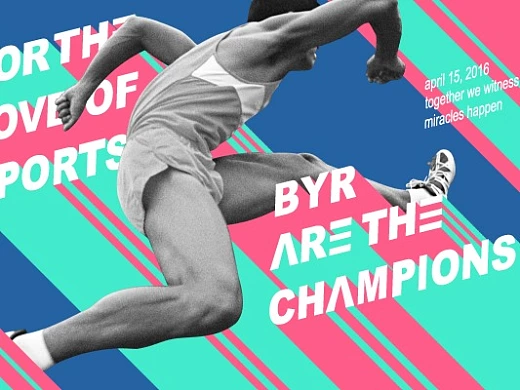 OR THE
OVE OF
PORTS
april 15, 2016
together we witness
miracles happen
BYR
ARE THE
CHAMPIONS